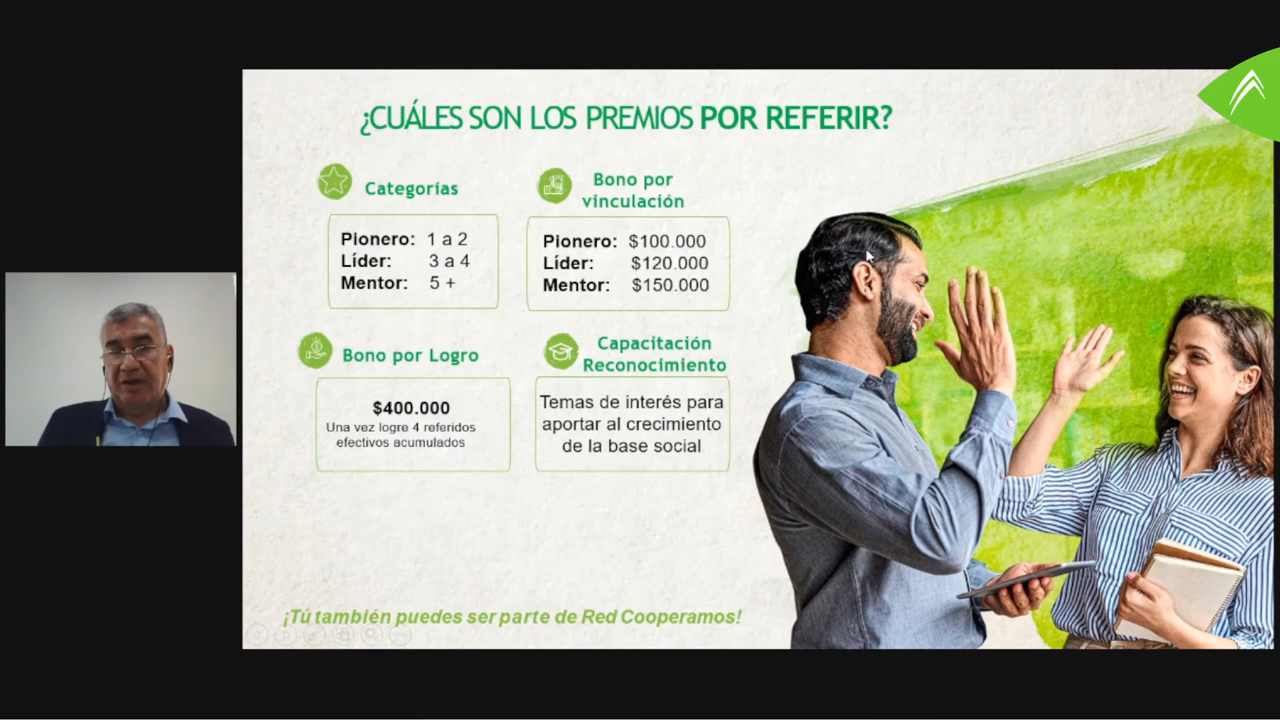 ¿CUÁLES SON LOS PREMIOS POR REFERIR?
Categorías
Pionero: 1 a 2
Líder: 3 a 4
Mentor: 5 +
Bono por
vinculación
Pionero: $100.000
Líder: $120.000
Mentor: $150.000
Bono por Logro
$400.000
Una vez logre 4 referidos
efectivos acumulados
Capacitación
Reconocimiento
Temas de interés para
aportar al crecimiento
de la base social
¡Tú también puedes ser parte de Red Cooperamos!